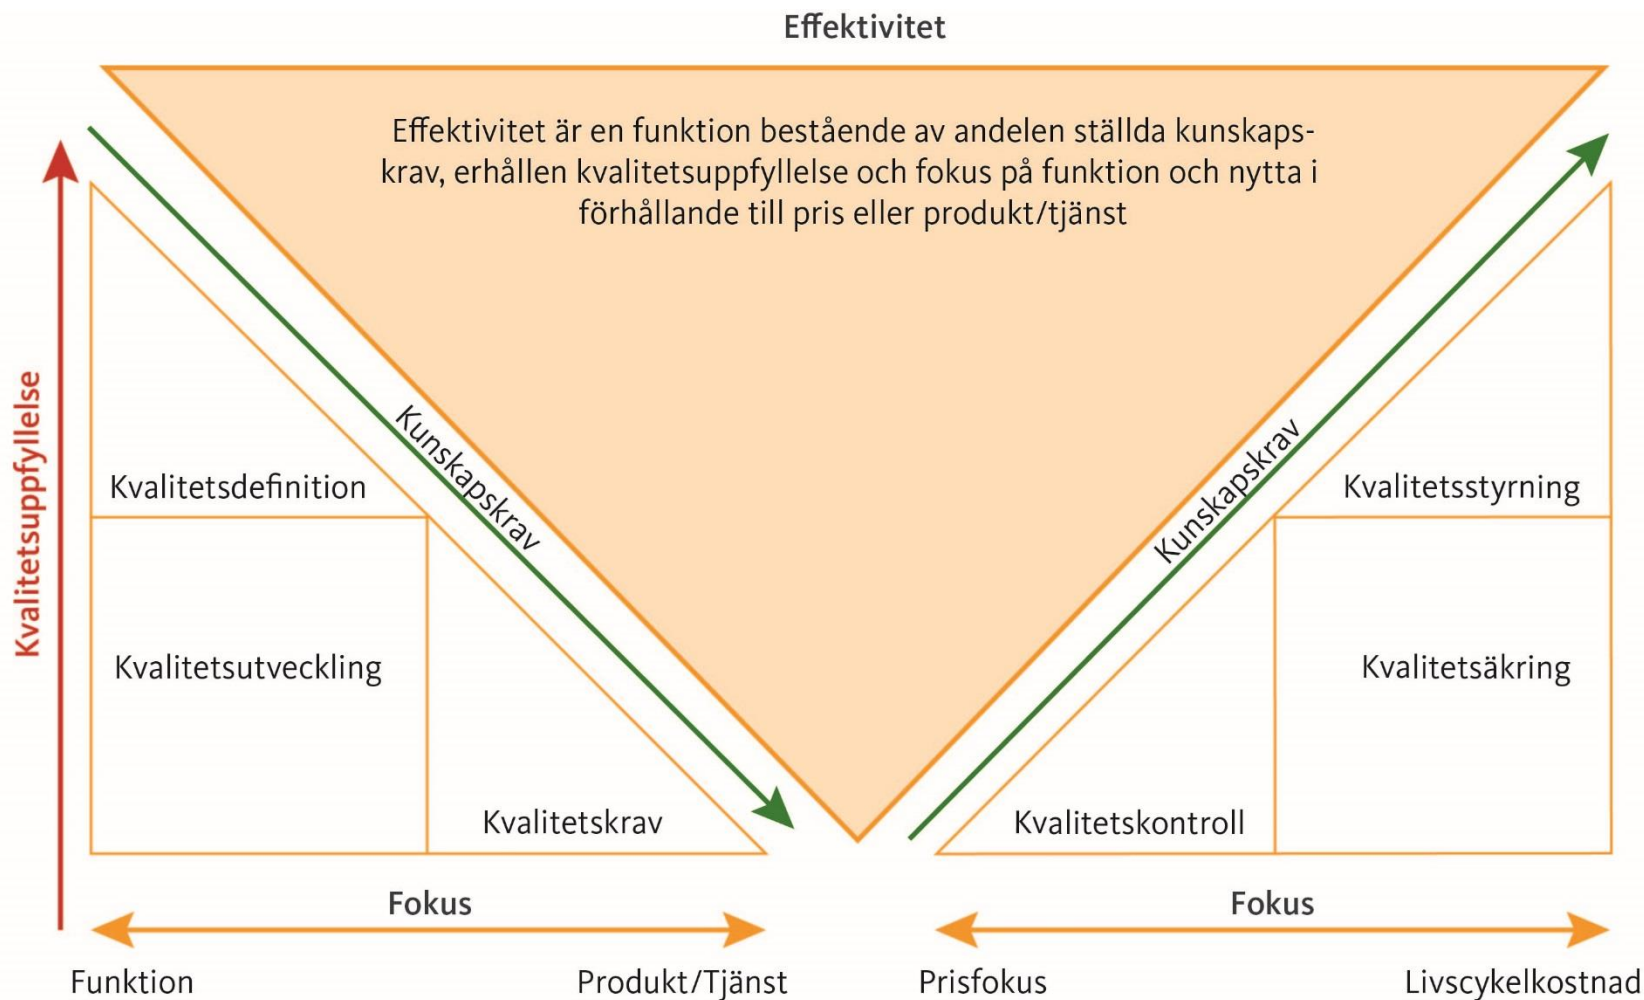 Effektivitet
Effektivitet är en funktion bestående av andelen ställda kunskaps-
krav, erhållen kvalitetsuppfyllelse och fokus på funktion och nytta i
förhållande till pris eller produkt/tjänst
Kvalitetsuppfyllelse
Kunskapskrav
Kunskapskrav
Kvalitetsdefinition
Kvalitetsstyrning
Kvalitetsutveckling
Kvalitetsäkring
Kvalitetskrav
Kvalitetskontroll
Fokus
Fokus
Funktion
Produkt/Tjänst
Prisfokus
Livscykelkostnad